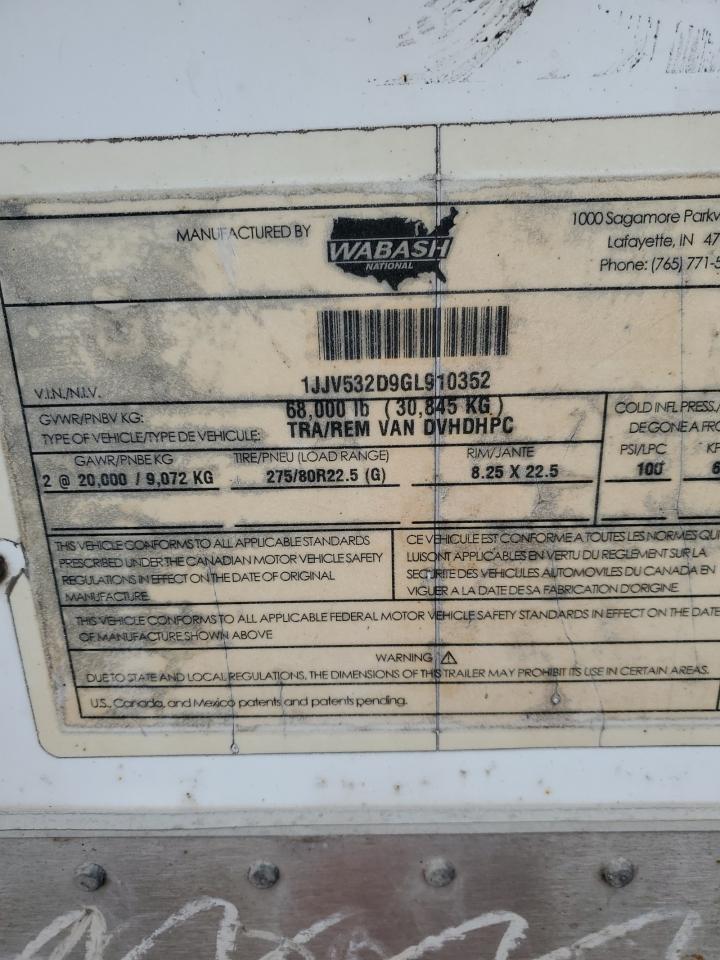 MANUFACTURED BY
WABASH
NATIONAL
1000 Sagamore
Lafayette, IN
Phone: (765)
V.I.N./N.I.V.
1JJV532D9GL910352
GVWR/PNBV KG:
68,000 lb (30,845 KG)
TYPE OF VEHICLE/TYPE DE VEHICULE:
TRA/REM VAN DVHDHPC
COLD INFL. PRESS./
GAWR/PNBE KG
TIRE/PNEU (LOAD RANGE)
RIM/JANTE
PSI/LPC
2 @ 20,000 / 9,072 KG
275/80R22.5 (G)
8.25 X 22.5
100
THIS VEHICLE CONFORMS TO ALL APPLICABLE STANDARDS
PRESCRIBED UNDER THE CANADIAN MOTOR VEHICLE SAFETY
REGULATIONS IN EFFECT ON THE DATE OF ORIGINAL
MANUFACTURE.
CE VEHICULE EST CONFORME A TOUTES LES NORMES QUI
LUI SONT APPLICABLES EN VERTU DU REGLEMENT SUR LA
SECURITE DES VEHICULES AUTOMOVILES DU CANADA EN
VIGUER A LA DATE DE SA FABRICATION D'ORIGINE
THIS VEHICLE CONFORMS TO ALL APPLICABLE FEDERAL MOTOR VEHICLE SAFETY STANDARDS IN EFFECT ON THE DATE
OF MANUFACTURE SHOWN ABOVE
WARNING
DUE TO STATE AND LOCAL REGULATIONS, THE DIMENSIONS OF THIS TRAILER MAY PROHIBIT ITS USE IN CERTAIN AREAS.
U.S., Canada, and Mexico patents and patents pending.